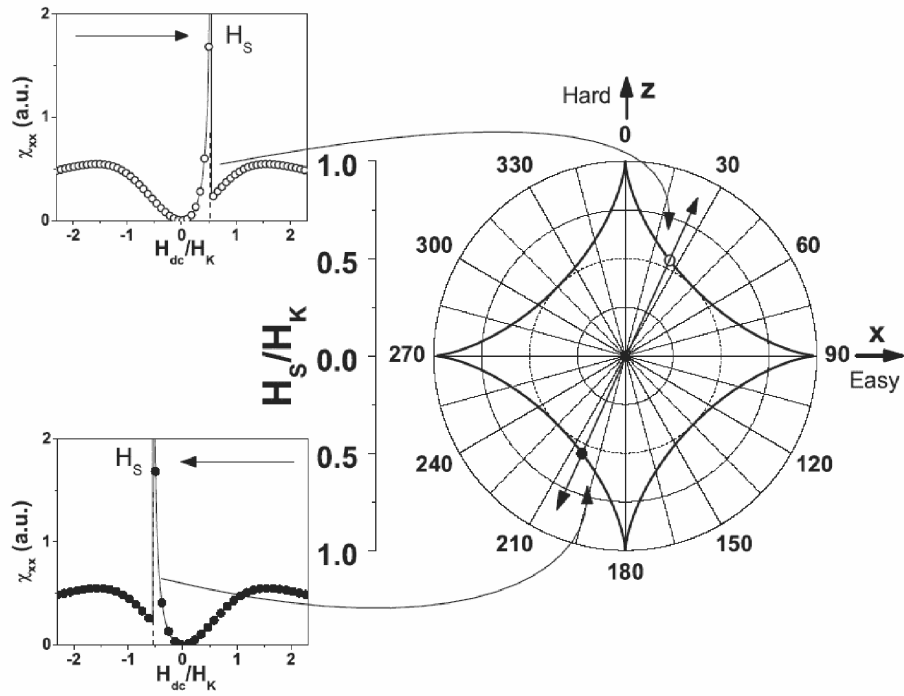 2
H_S
χ_xx (a.u.)
1
0
-2 -1 0 1 2
H_dc/H_K
Hard
z
0
330
30
300
60
270
90
x
Easy
240
120
210
150
180
1.0
0.5
0.0
0.5
1.0
H_S/H_K
2
H_S
χ_xx (a.u.)
1
0
-2 -1 0 1 2
H_dc/H_K